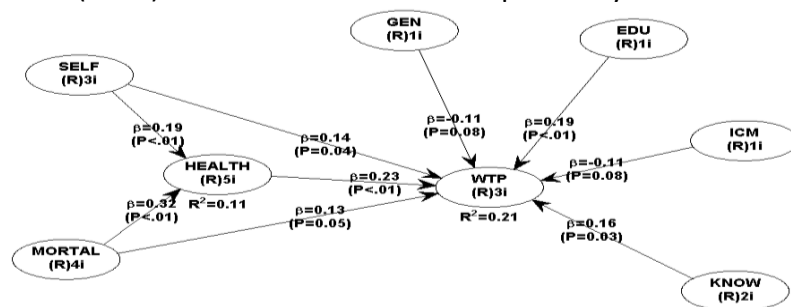 GEN
(R)1i
EDU
(R)1i
SELF
(R)3i
β=-0.11
(P=0.08)
β=0.19
(P<.01)
β=0.19
(P<.01)
β=0.14
(P=0.04)
ICM
(R)1i
HEALTH
(R)5i
R²=0.11
β=0.23
(P<.01)
WTP
(R)3i
R²=0.21
β=-0.11
(P=0.08)
β=0.32
(P<.01)
β=0.13
(P=0.05)
β=0.16
(P=0.03)
MORTAL
(R)4i
KNOW
(R)2i